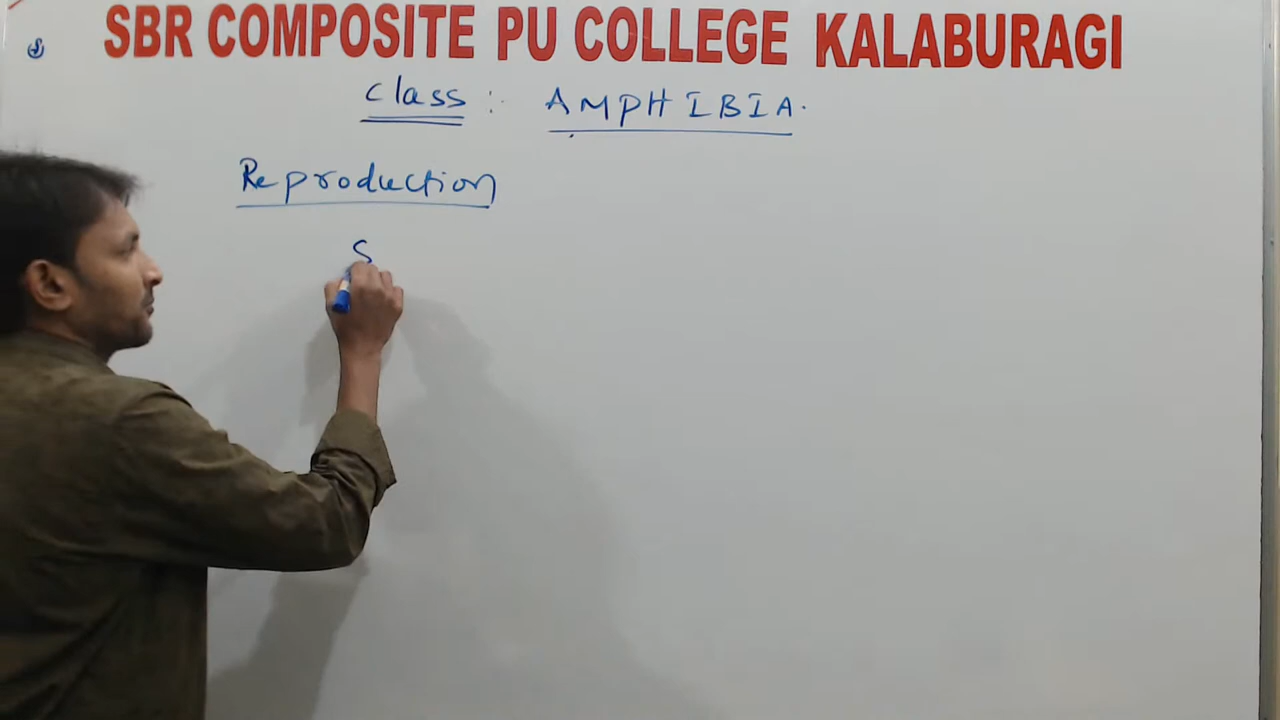 SBR COMPOSITE PU COLLEGE KALABURAGI
Class : AMPHIBIA.
Reproduction
S